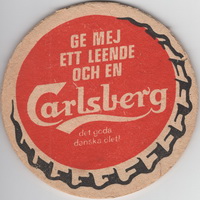 GE MEJ
ETT LEENDE
OCH EN
Carlsberg
det goda
danska ölet!